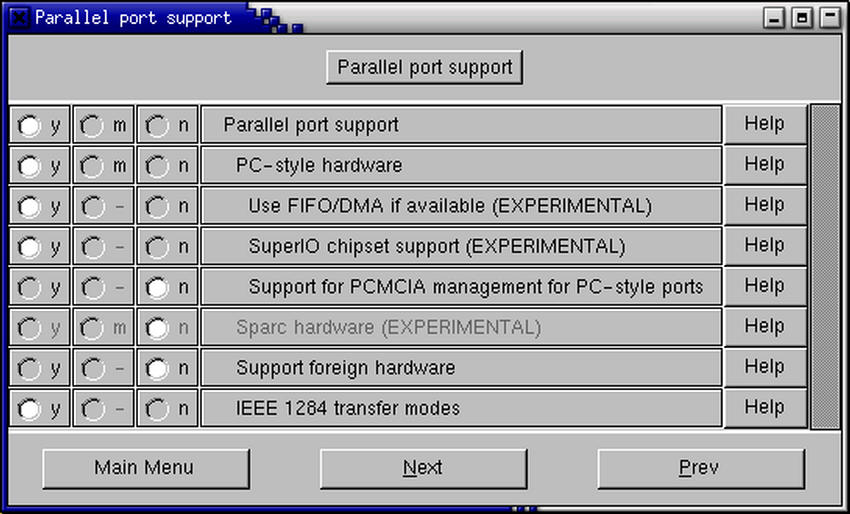 Parallel port support
Parallel port support
y m n Parallel port support Help
y m n PC-style hardware Help
y - n Use FIFO/DMA if available (EXPERIMENTAL) Help
y - n SuperIO chipset support (EXPERIMENTAL) Help
y - n Support for PCMCIA management for PC-style ports Help
y m n Sparc hardware (EXPERIMENTAL) Help
y - n Support foreign hardware Help
y - n IEEE 1284 transfer modes Help
Main Menu Next Prev